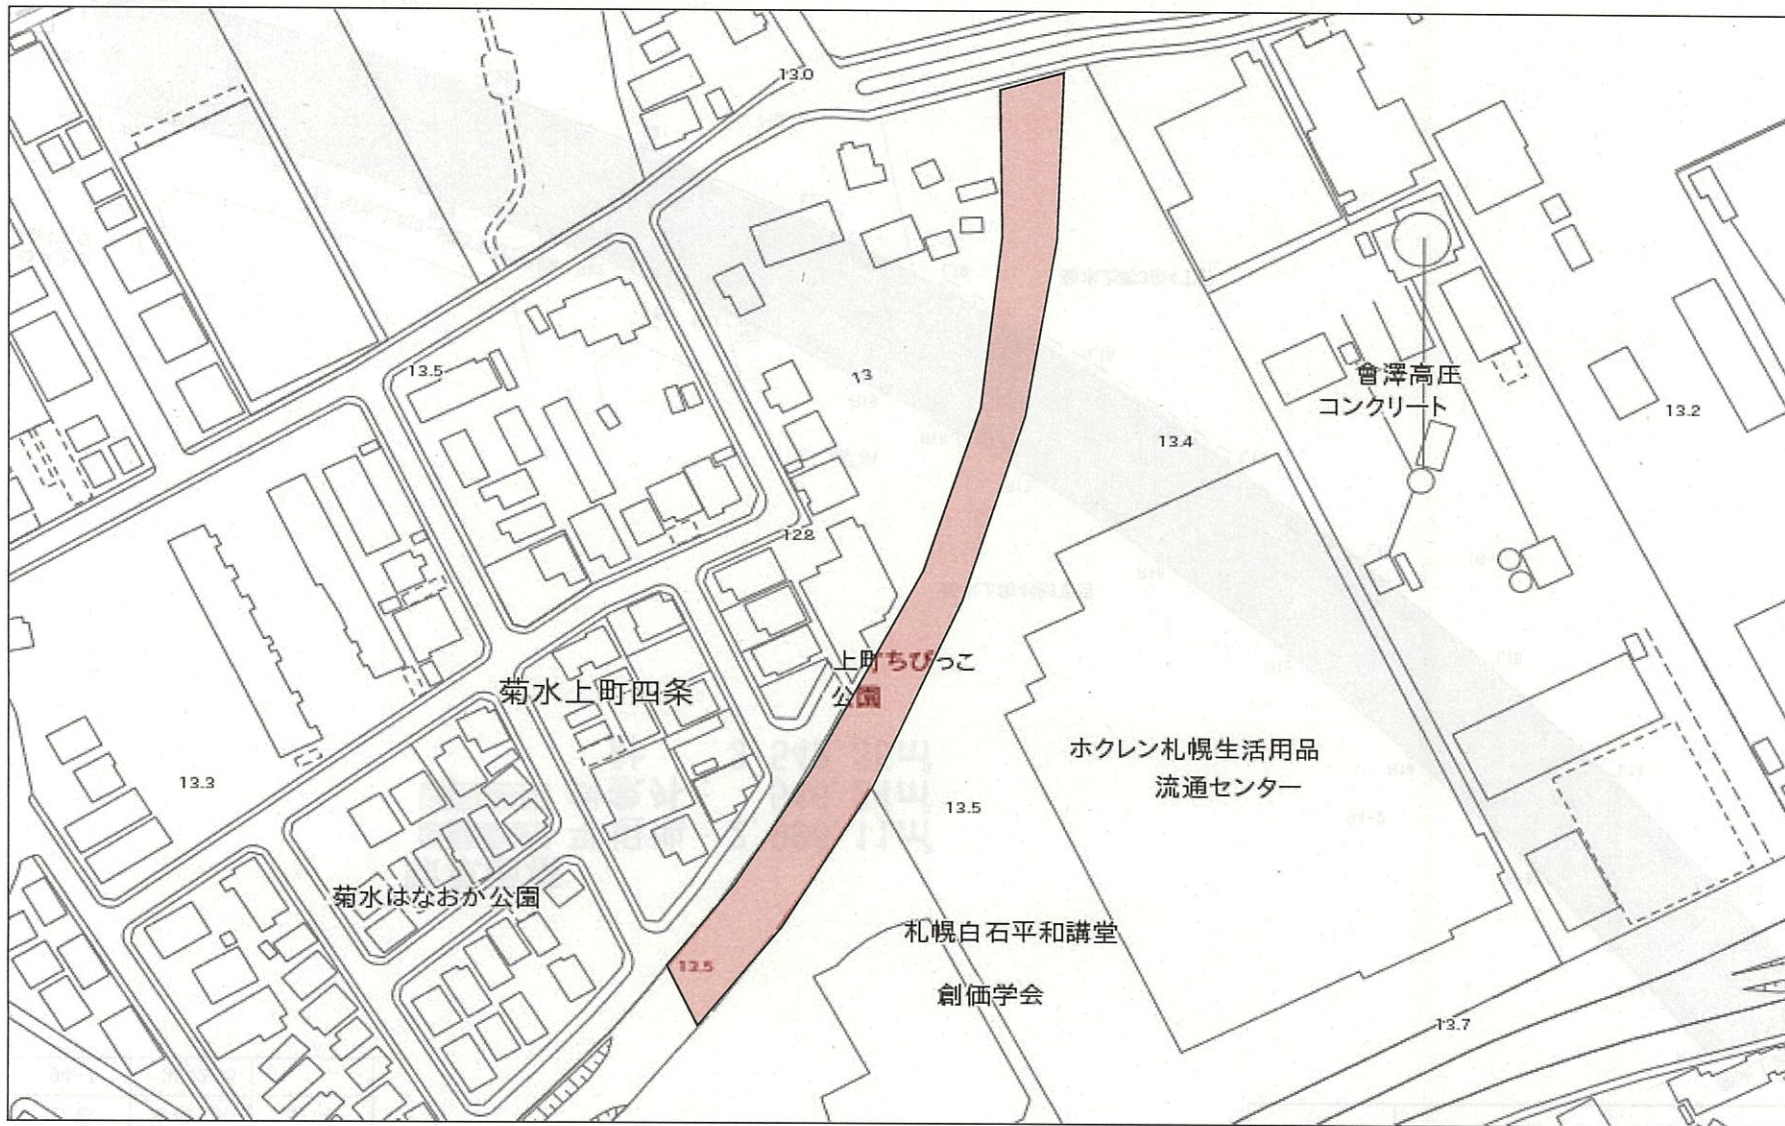 13.0
13.5
13
會澤高圧
コンクリート
13.2
13.4
12.8
上町ちびっこ
公園
菊水上町四条
ホクレン札幌生活用品
流通センター
13.3
13.5
菊水はなおか公園
札幌白石平和講堂
13.5
創価学会
13.7